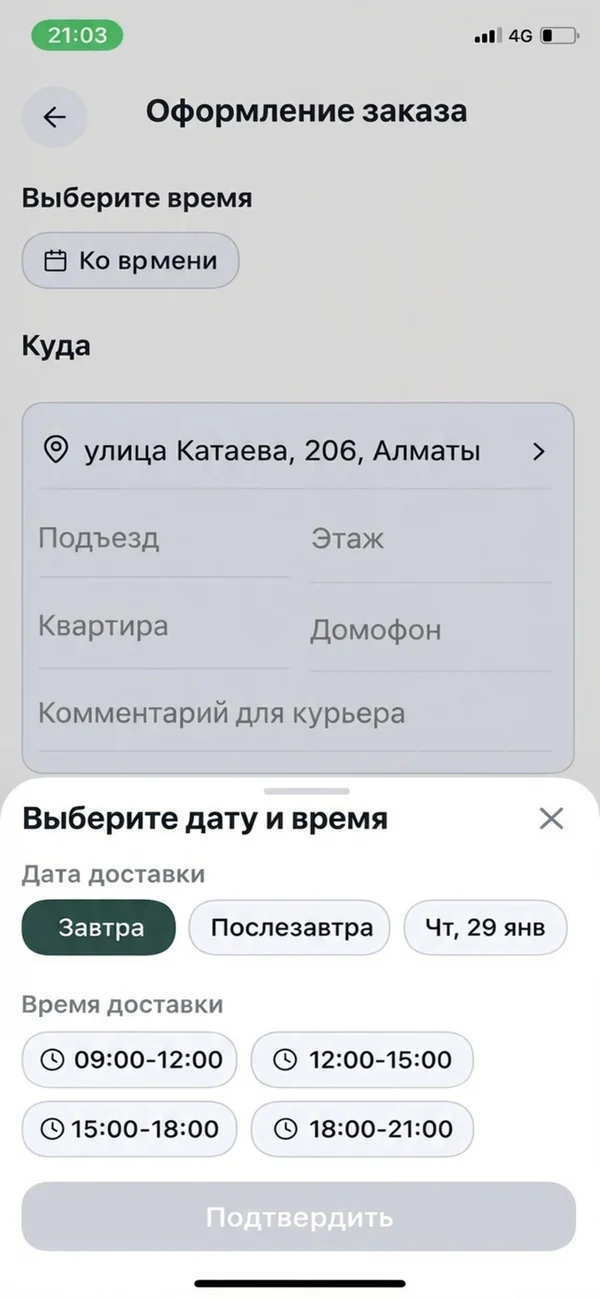 21:03 4G
Оформление заказа
Выберите время
Ко врмени
Куда
улица Катаева, 206, Алматы
Подъезд Этаж
Квартира Домофон
Комментарий для курьера
Выберите дату и время
Дата доставки
Завтра Послезавтра Чт, 29 янв
Время доставки
09:00-12:00 12:00-15:00
15:00-18:00 18:00-21:00
Подтвердить